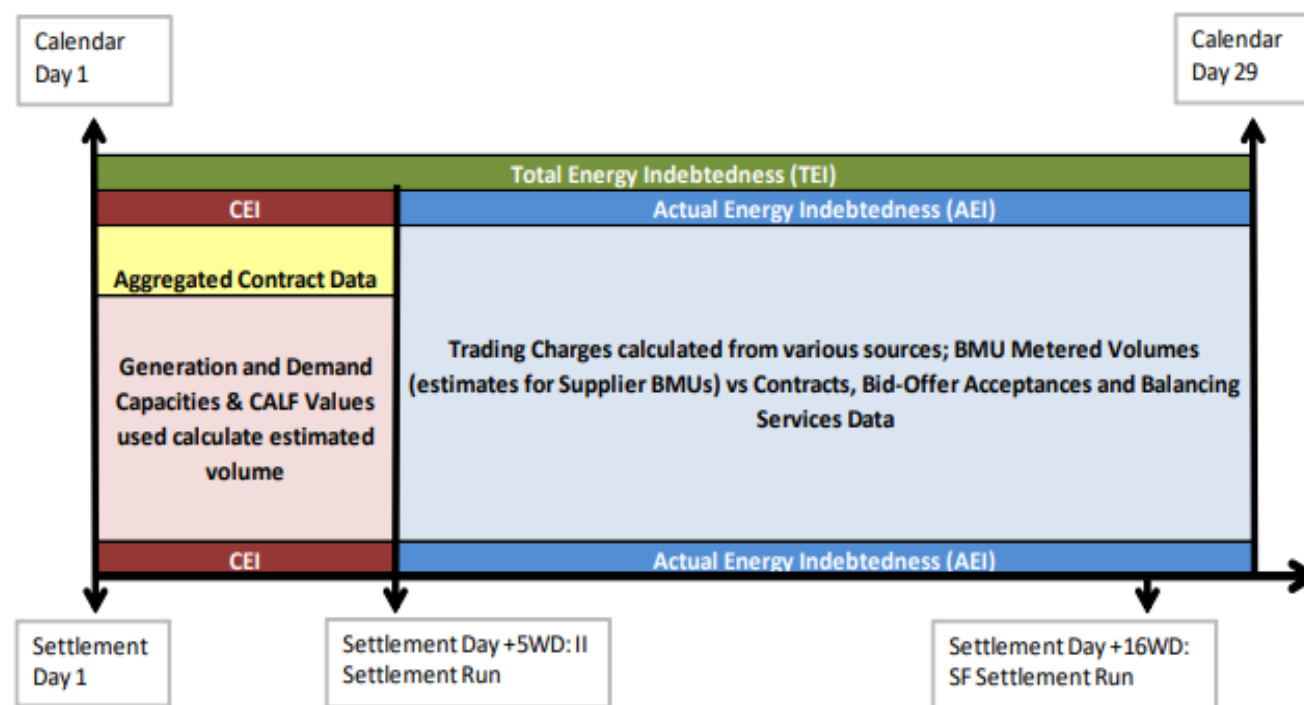 Calendar
Day 1
Calendar
Day 29
Total Energy Indebtedness (TEI)
CEI
Actual Energy Indebtedness (AEI)
Aggregated Contract Data
Generation and Demand
Capacities & CALF Values
used calculate estimated
volume
Trading Charges calculated from various sources; BMU Metered Volumes
(estimates for Supplier BMUs) vs Contracts, Bid-Offer Acceptances and Balancing
Services Data
CEI
Actual Energy Indebtedness (AEI)
Settlement
Day 1
Settlement Day +5WD: II
Settlement Run
Settlement Day +16WD:
SF Settlement Run